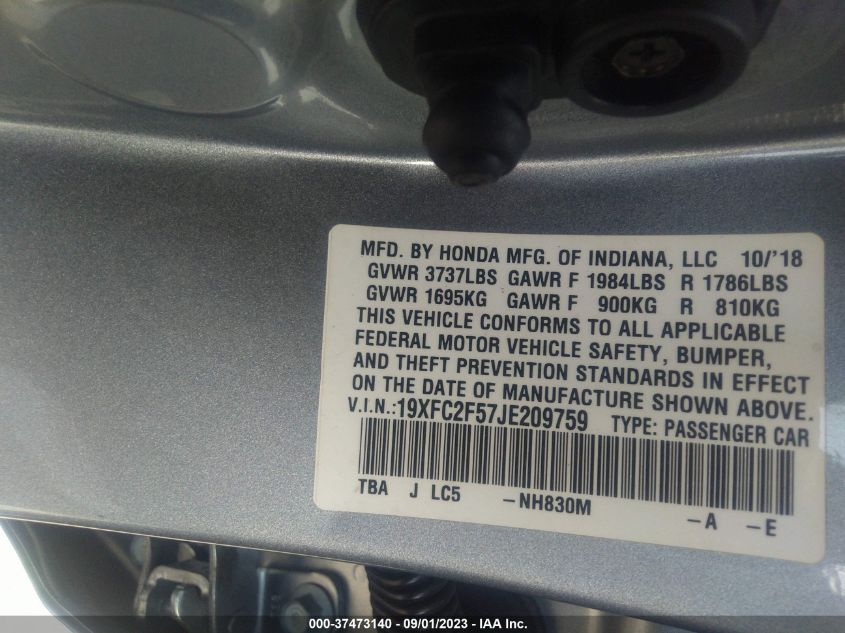 MFD. BY HONDA MFG. OF INDIANA, LLC 10/'18
GVWR 3737LBS GAWR F 1984LBS R 1786LBS
GVWR 1695KG GAWR F 900KG R 810KG
THIS VEHICLE CONFORMS TO ALL APPLICABLE
FEDERAL MOTOR VEHICLE SAFETY, BUMPER,
AND THEFT PREVENTION STANDARDS IN EFFECT
ON THE DATE OF MANUFACTURE SHOWN ABOVE.
V.I.N.:19XFC2F57JE209759 TYPE: PASSENGER CAR
TBA J LC5 -NH830M -A -E
000-37473140 - 09/01/2023 - IAA Inc.